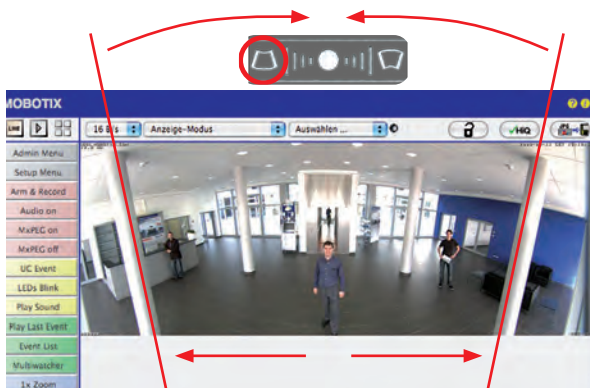 MOBOTIX
LIVE
16 B/s
Anzeige-Modus
Auswählen ...
HiQ
Admin Menu
Setup Menu
Arm & Record
Audio on
MxPEG on
MxPEG off
UC Event
LEDs Blink
Play Sound
Play Last Event
Event List
Multiwatcher
1x Zoom